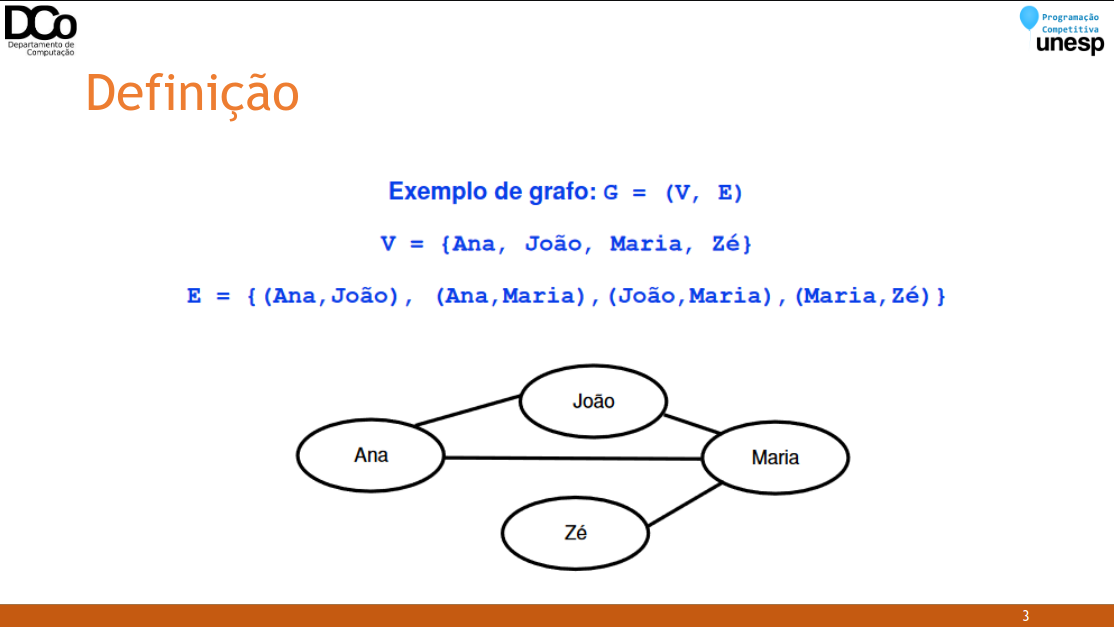 DCo
Departamento de
Computação
Programação
Competitiva
unesp
Definição
Exemplo de grafo: G = (V, E)
V = {Ana, João, Maria, Zé}
E = {(Ana,João), (Ana,Maria),(João,Maria),(Maria,Zé)}
João
Ana
Maria
Zé
3